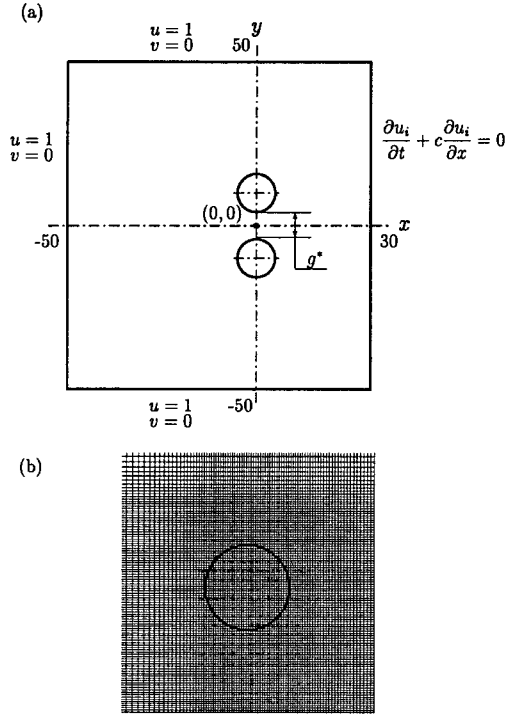 (a)
u = 1
v = 0
y
50
u = 1
v = 0
∂u_i/∂t + c ∂u_i/∂x = 0
(0, 0)
x
-50
30
g*
u = 1
v = 0
-50
(b)